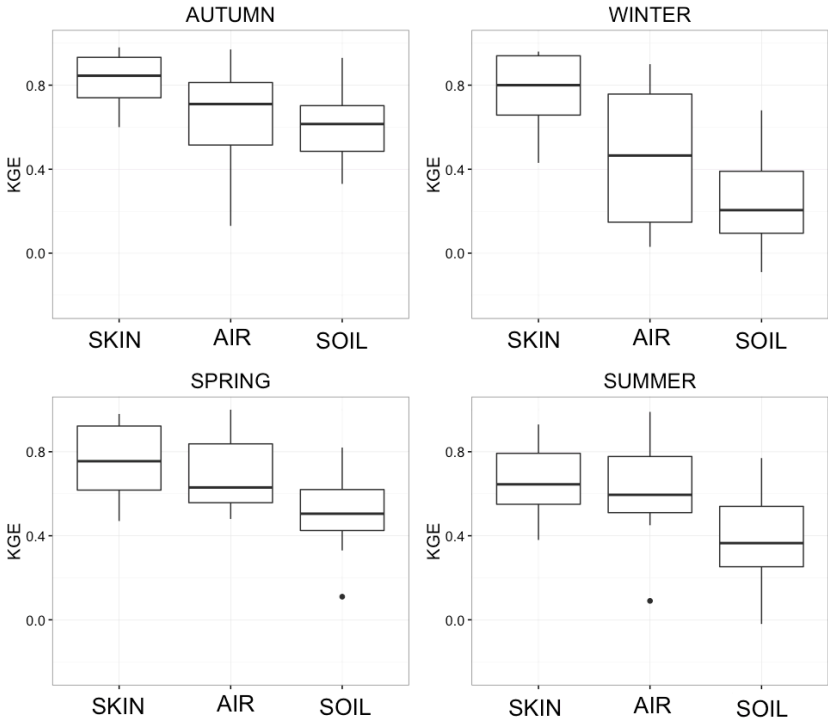 AUTUMN
KGE
0.8
0.4
0.0
SKIN AIR SOIL
WINTER
KGE
0.8
0.4
0.0
SKIN AIR SOIL
SPRING
KGE
0.8
0.4
0.0
SKIN AIR SOIL
SUMMER
KGE
0.8
0.4
0.0
SKIN AIR SOIL